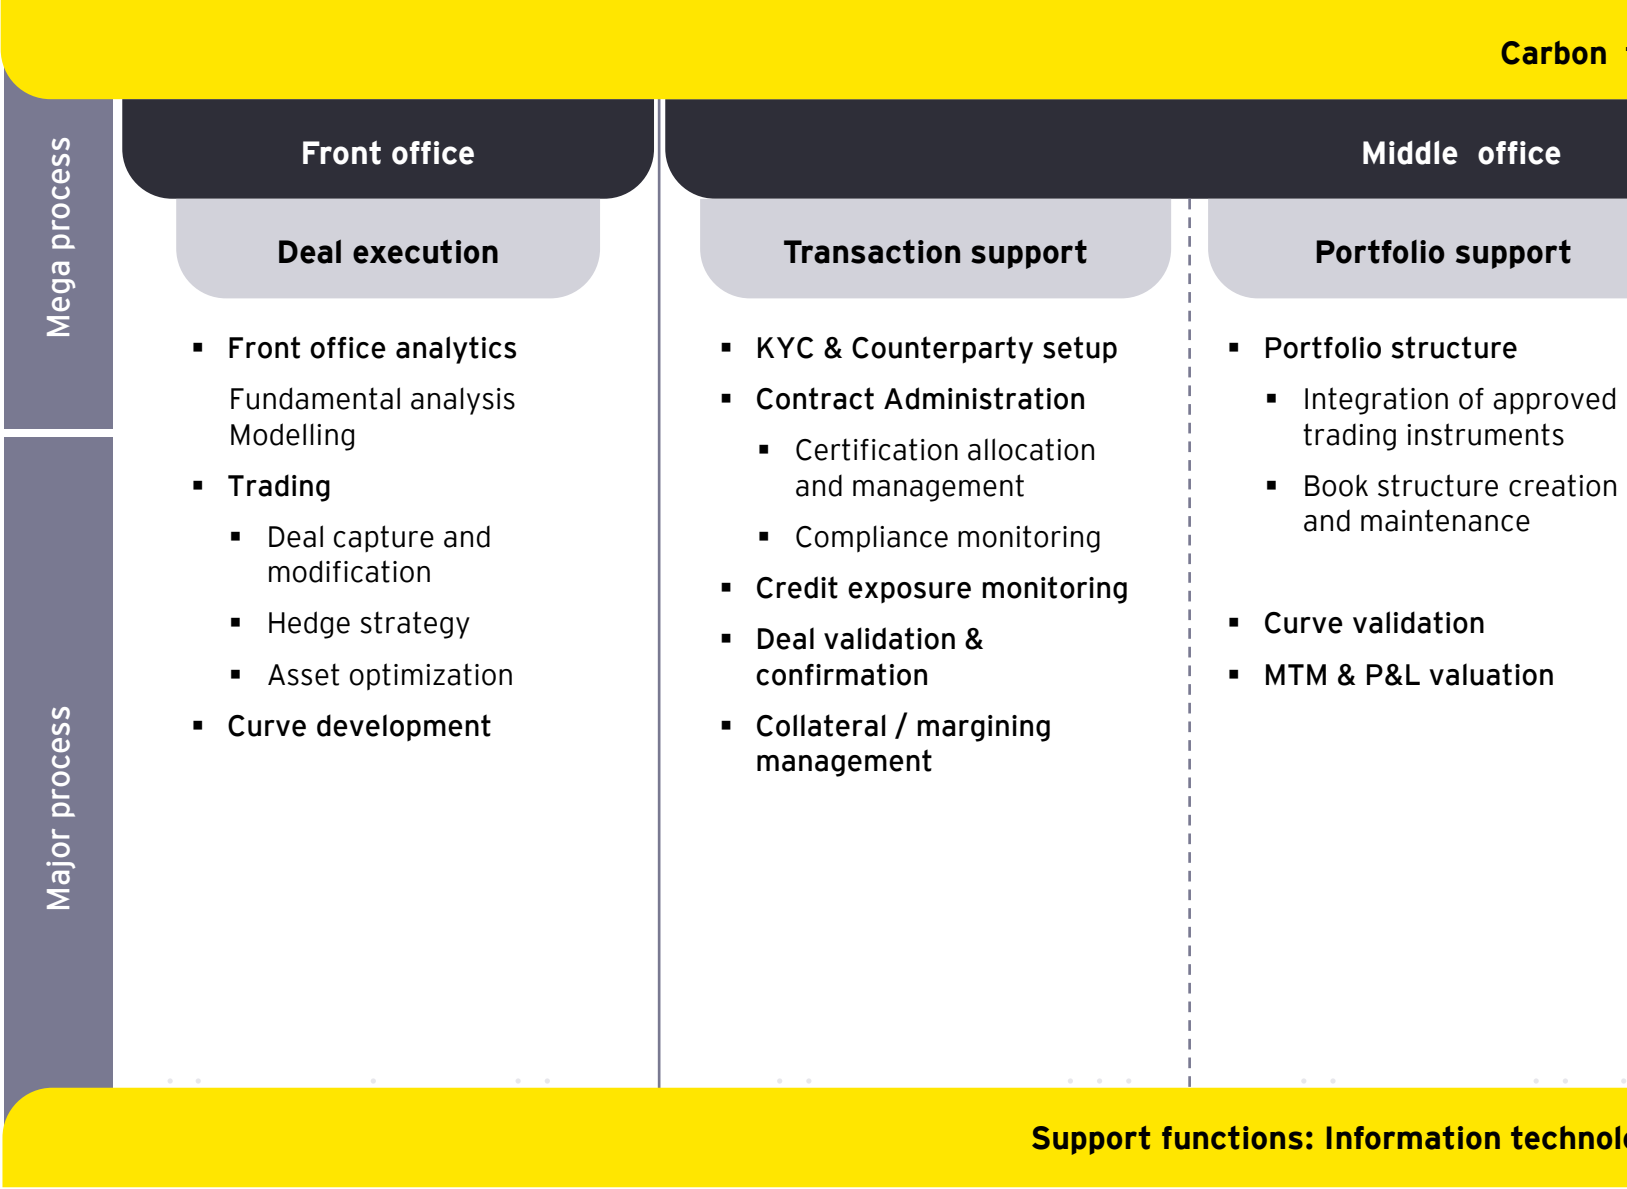 Carbon
Mega process
Major process
Front office
Middle  office
Deal execution
Transaction support
Portfolio support
▪ Front office analytics
Fundamental analysis
Modelling
▪ Trading
▪ Deal capture and
modification
▪ Hedge strategy
▪ Asset optimization
▪ Curve development
▪ KYC & Counterparty setup
▪ Contract Administration
▪ Certification allocation
and management
▪ Compliance monitoring
▪ Credit exposure monitoring
▪ Deal validation &
confirmation
▪ Collateral / margining
management
▪ Portfolio structure
▪ Integration of approved
trading instruments
▪ Book structure creation
and maintenance
▪ Curve validation
▪ MTM & P&L valuation
Support functions: Information